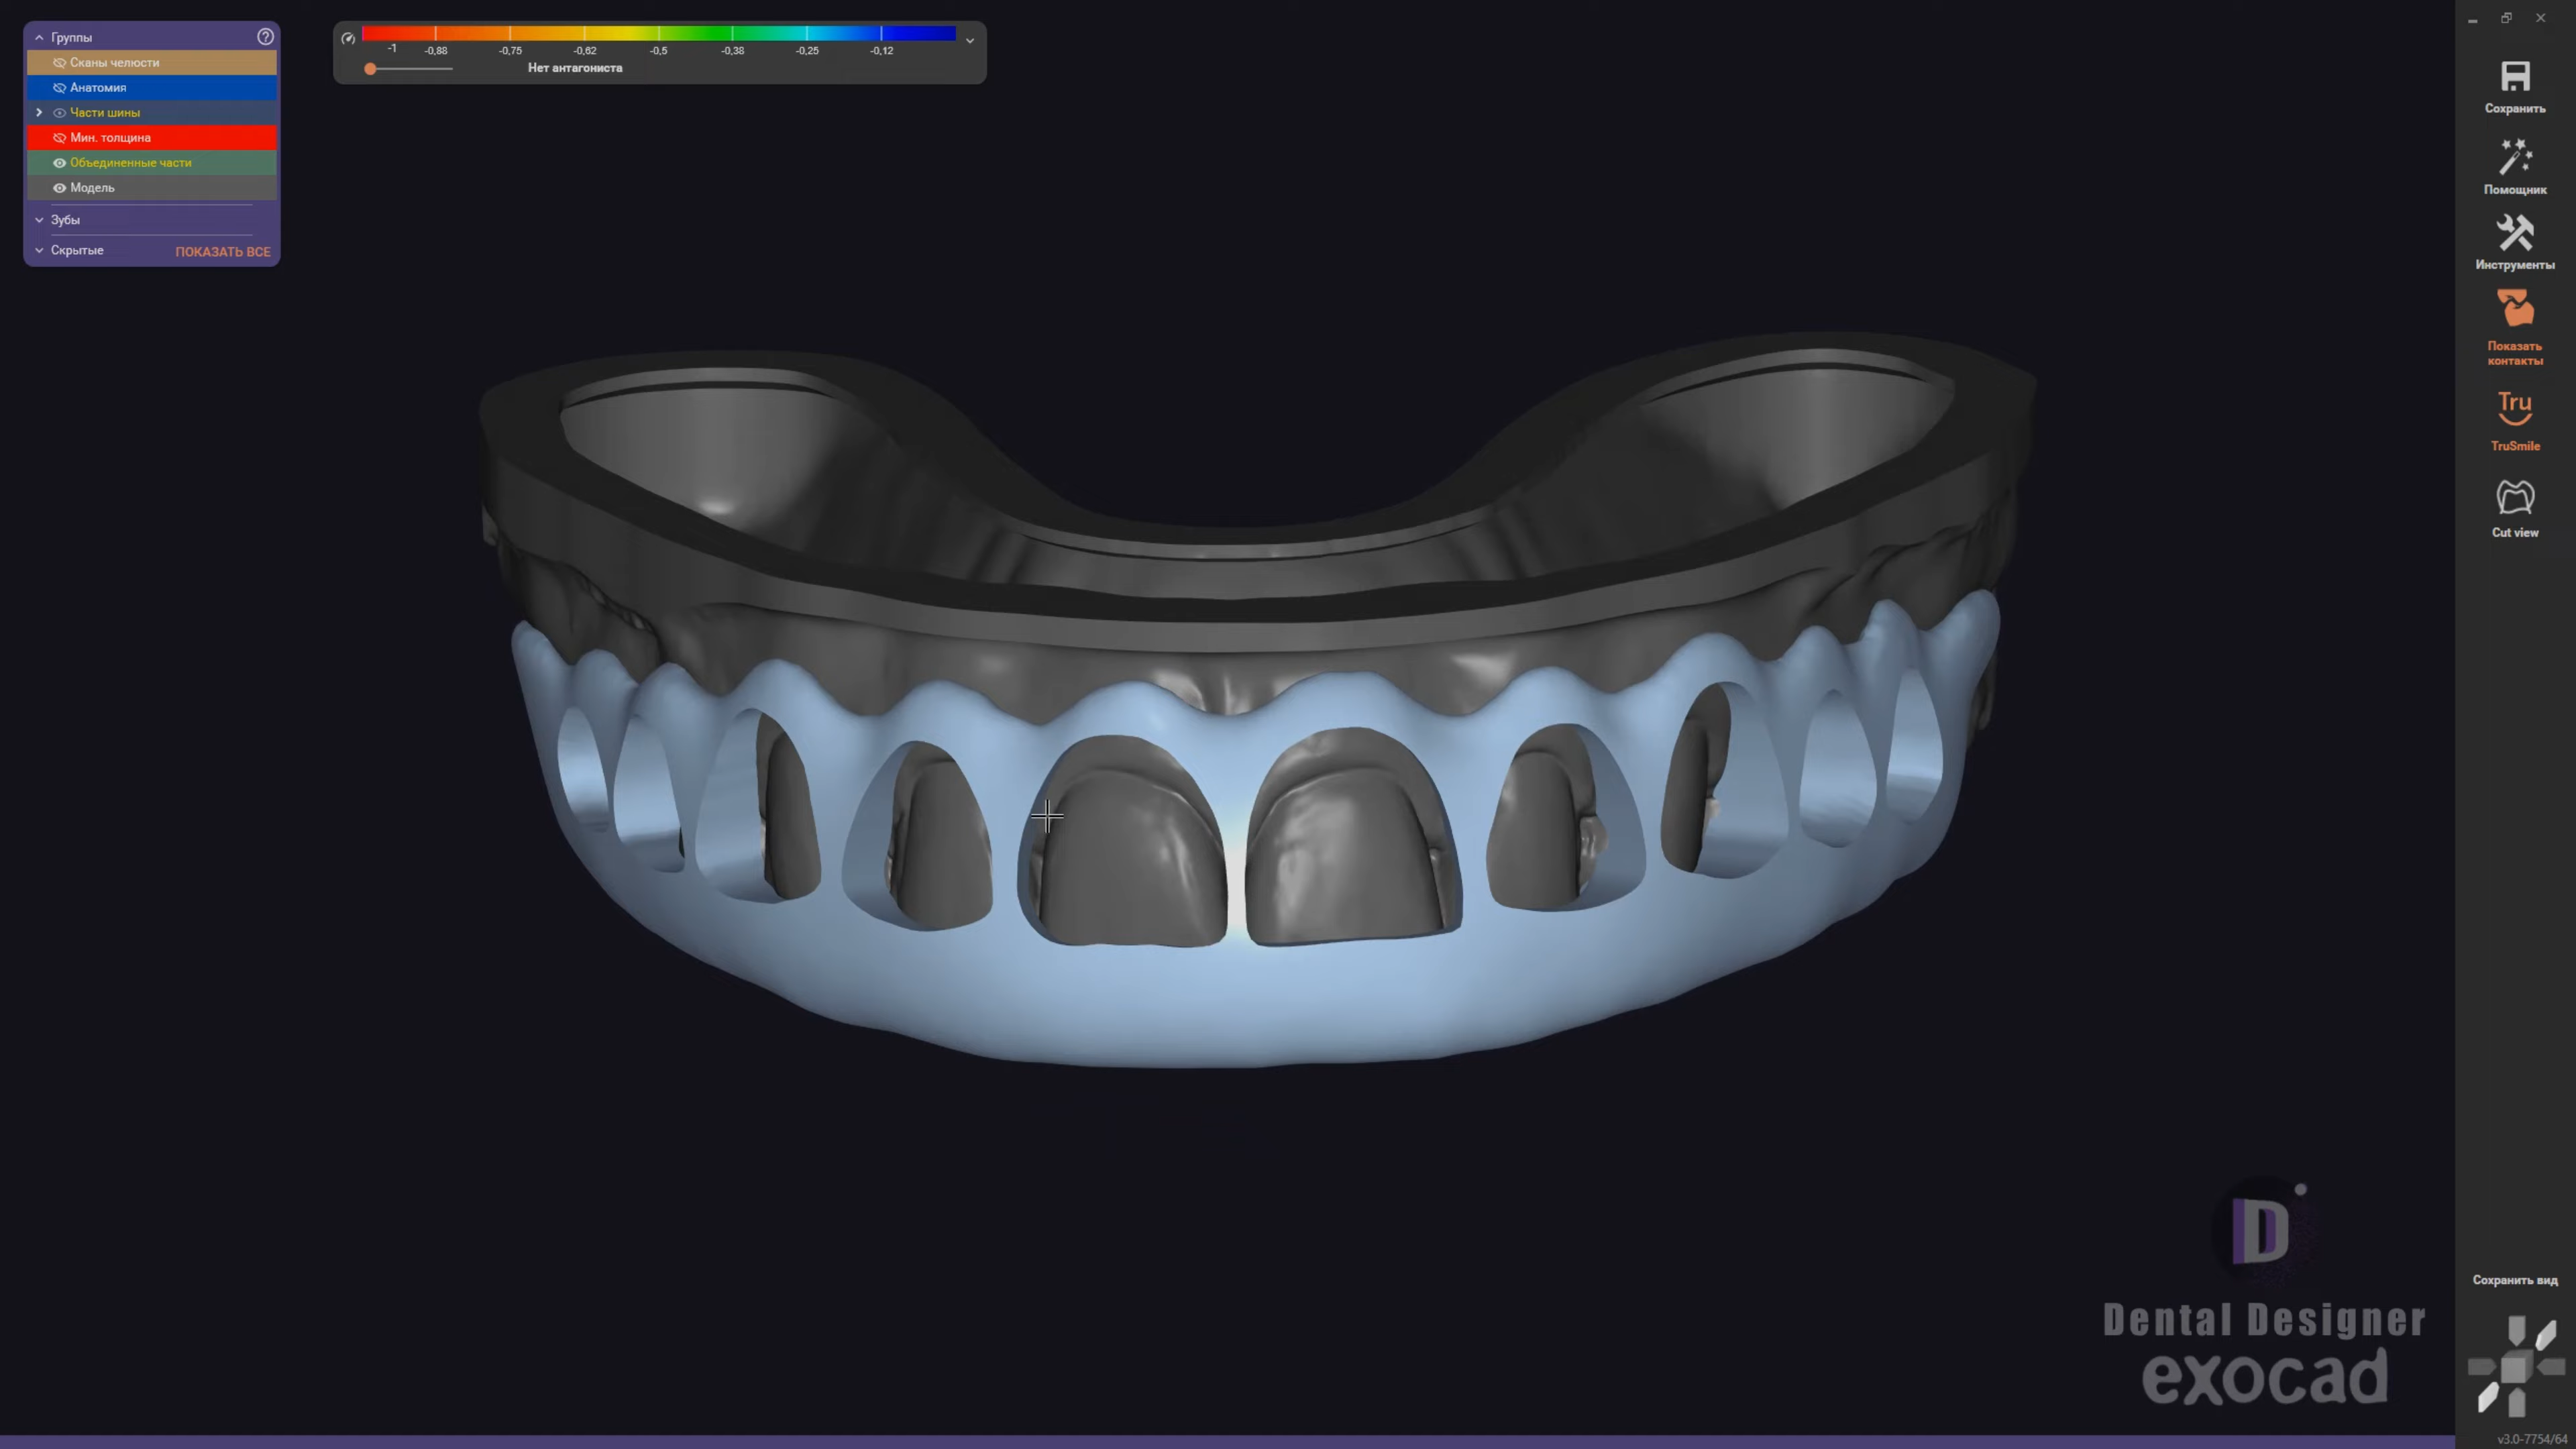 Группы
Сканы челюсти
Анатомия
Части шины
Мин. толщина
Объединенные части
Модель
Зубы
Скрытые ПОКАЗАТЬ ВСЕ
-1 -0,88 -0,75 -0,62 -0,5 -0,38 -0,25 -0,12
Нет антагониста
Сохранить
Помощник
Инструменты
Показать
контакты
Tru
TruSmile
Cut view
Сохранить вид
D
Dental Designer
exocad
v3.0-7754/64